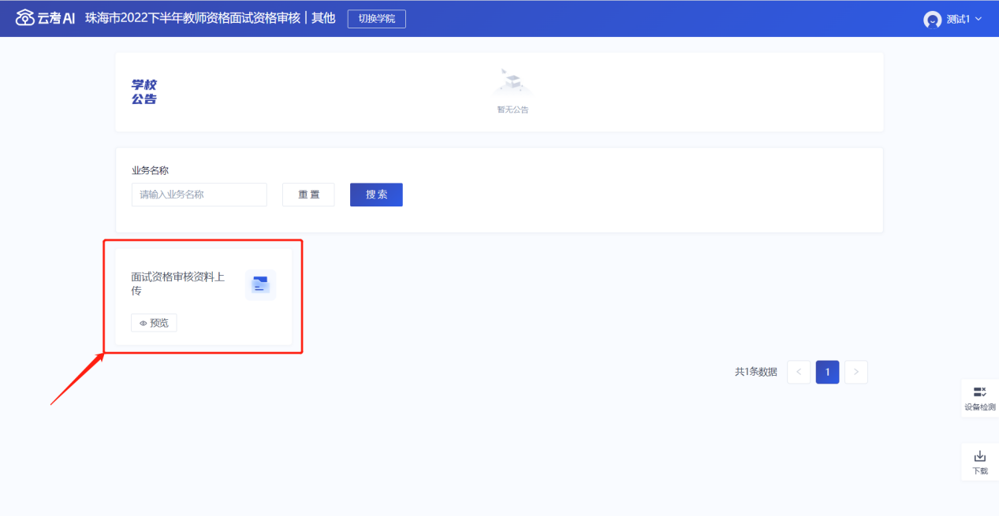 云考AI 珠海市2022下半年教师资格面试资格审核 | 其他 切换学院 测试1
学校
公告
暂无公告
业务名称
请输入业务名称 重置 搜索
面试资格审核资料上
传
预览
共1条数据 < 1 >
设备检测
下载